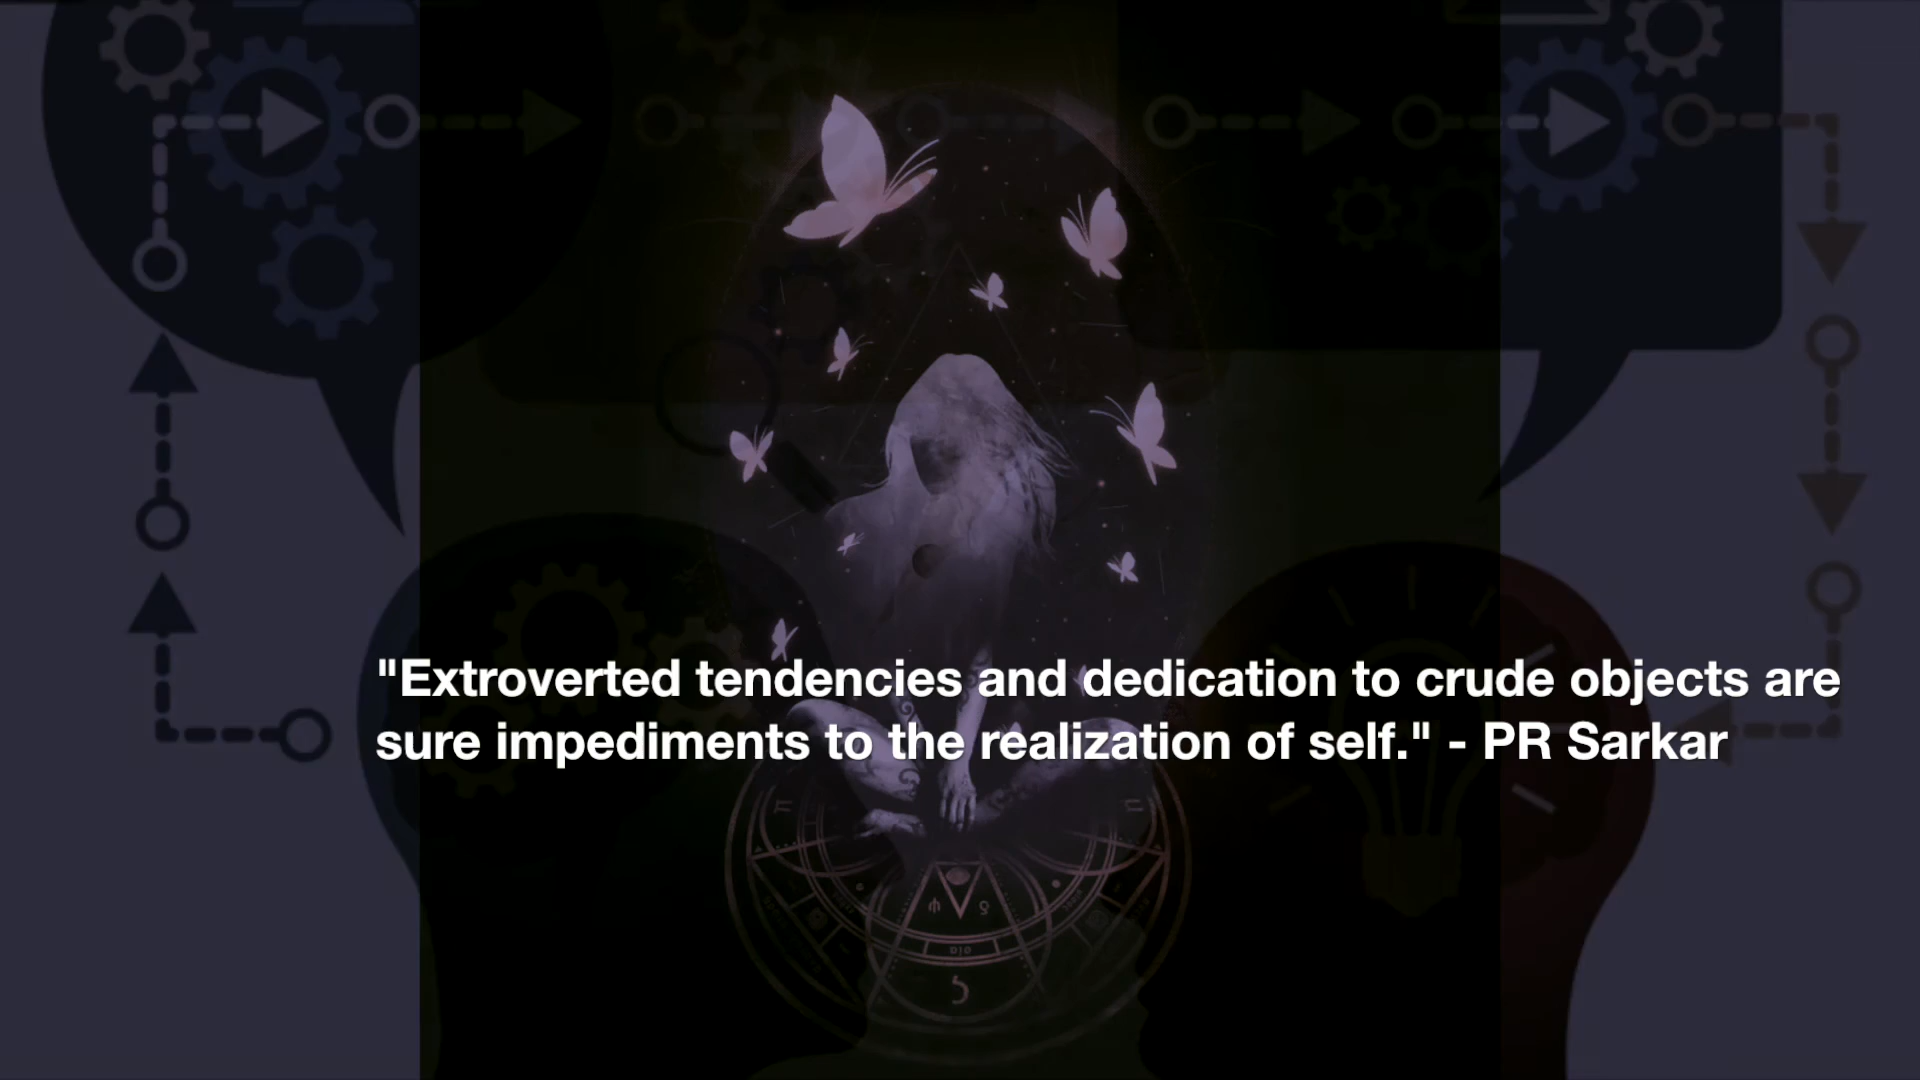 "Extroverted tendencies and dedication to crude objects are
sure impediments to the realization of self." - PR Sarkar